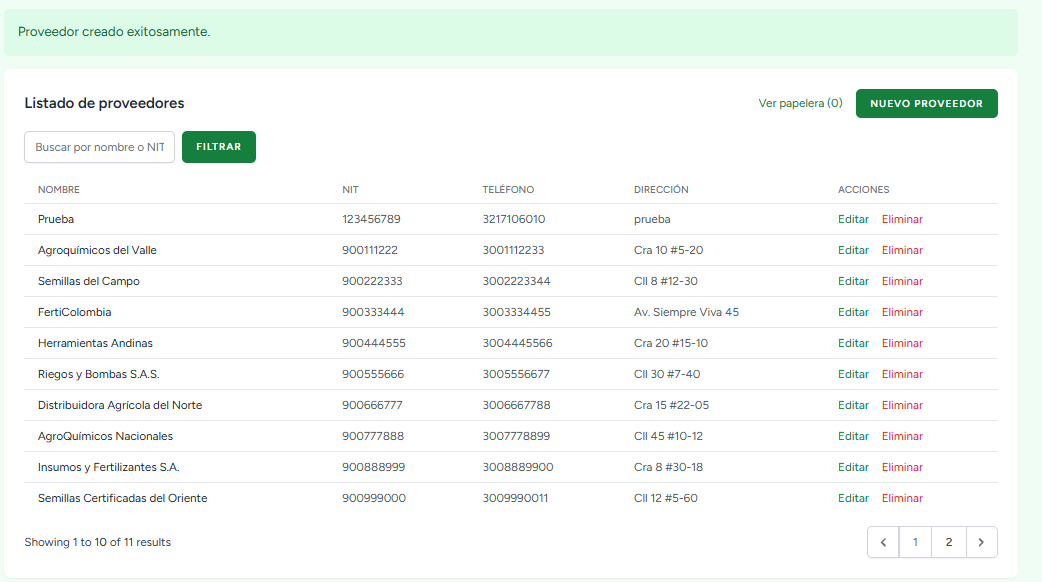 Proveedor creado exitosamente.
Listado de proveedores Ver papelera (0) NUEVO PROVEEDOR
Buscar por nombre o NIT FILTRAR
NOMBRE NIT TELÉFONO DIRECCIÓN ACCIONES
Prueba 123456789 3217106010 prueba Editar Eliminar
Agroquímicos del Valle 900111222 3001112233 Cra 10 #5-20 Editar Eliminar
Semillas del Campo 900222333 3002223344 Cll 8 #12-30 Editar Eliminar
FertiColombia 900333444 3003334455 Av. Siempre Viva 45 Editar Eliminar
Herramientas Andinas 900444555 3004445566 Cra 20 #15-10 Editar Eliminar
Riegos y Bombas S.A.S. 900555666 3005556677 Cll 30 #7-40 Editar Eliminar
Distribuidora Agrícola del Norte 900666777 3006667788 Cra 15 #22-05 Editar Eliminar
AgroQuímicos Nacionales 900777888 3007778899 Cll 45 #10-12 Editar Eliminar
Insumos y Fertilizantes S.A. 900888999 3008889900 Cra 8 #30-18 Editar Eliminar
Semillas Certificadas del Oriente 900999000 3009990011 Cll 12 #5-60 Editar Eliminar
Showing 1 to 10 of 11 results 1 2